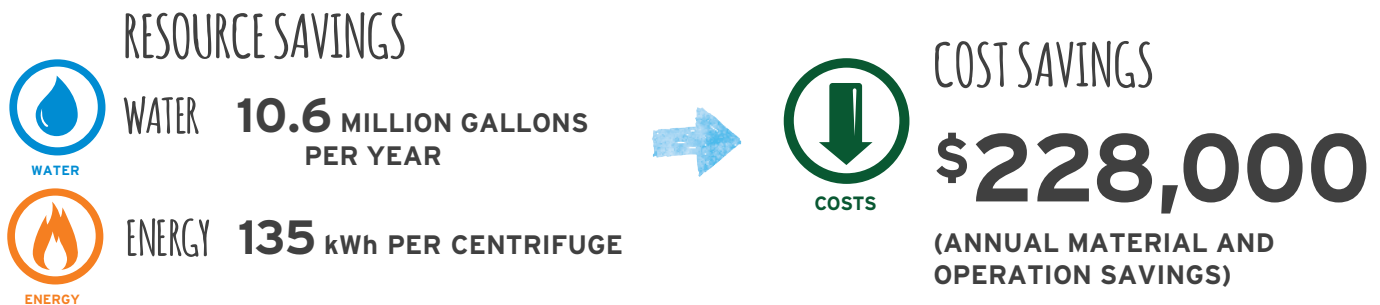 RESOURCE SAVINGS
WATER
WATER 10.6 MILLION GALLONS
PER YEAR
ENERGY
ENERGY 135 kWh PER CENTRIFUGE
COSTS
COST SAVINGS
$228,000
(ANNUAL MATERIAL AND
OPERATION SAVINGS)